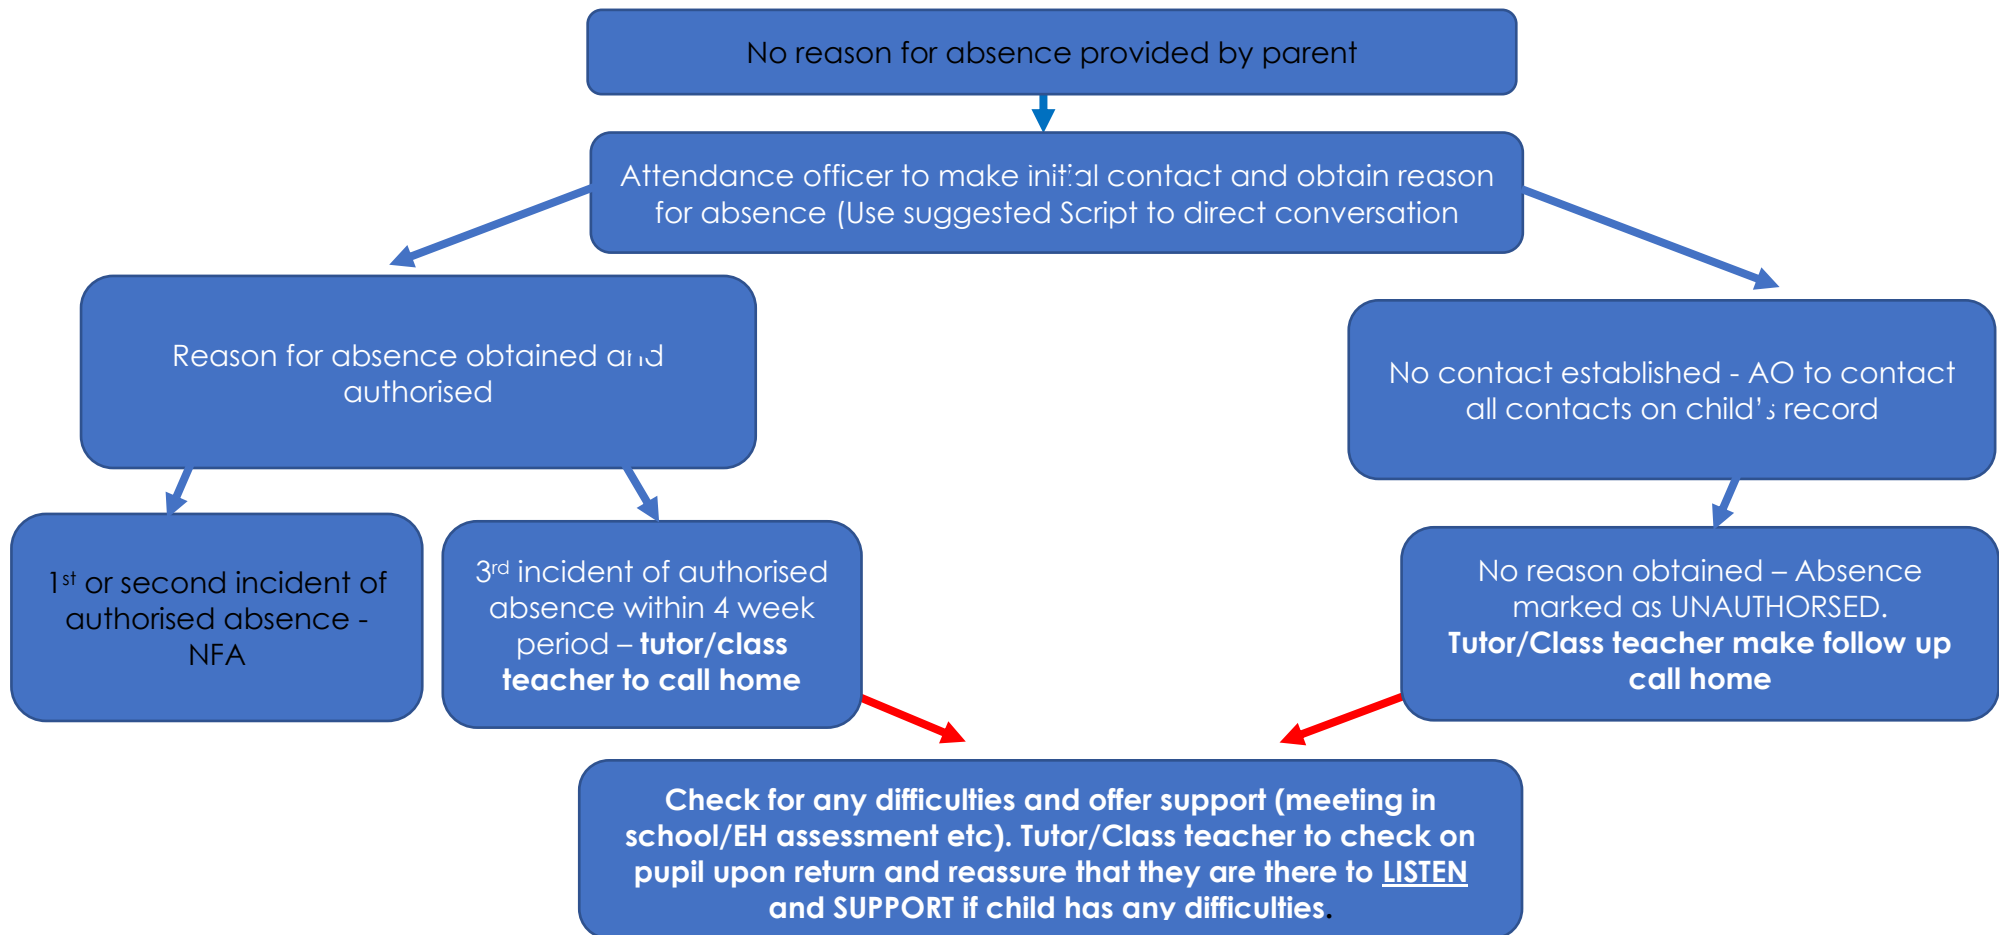 No reason for absence provided by parent
Attendance officer to make initial contact and obtain reason
for absence (Use suggested Script to direct conversation
Reason for absence obtained and
authorised
No contact established - AO to contact
all contacts on child's record
1st or second incident of
authorised absence -
NFA
3rd incident of authorised
absence within 4 week
period – tutor/class
teacher to call home
No reason obtained – Absence
marked as UNAUTHORSED.
Tutor/Class teacher make follow up
call home
Check for any difficulties and offer support (meeting in
school/EH assessment etc). Tutor/Class teacher to check on
pupil upon return and reassure that they are there to LISTEN
and SUPPORT if child has any difficulties.